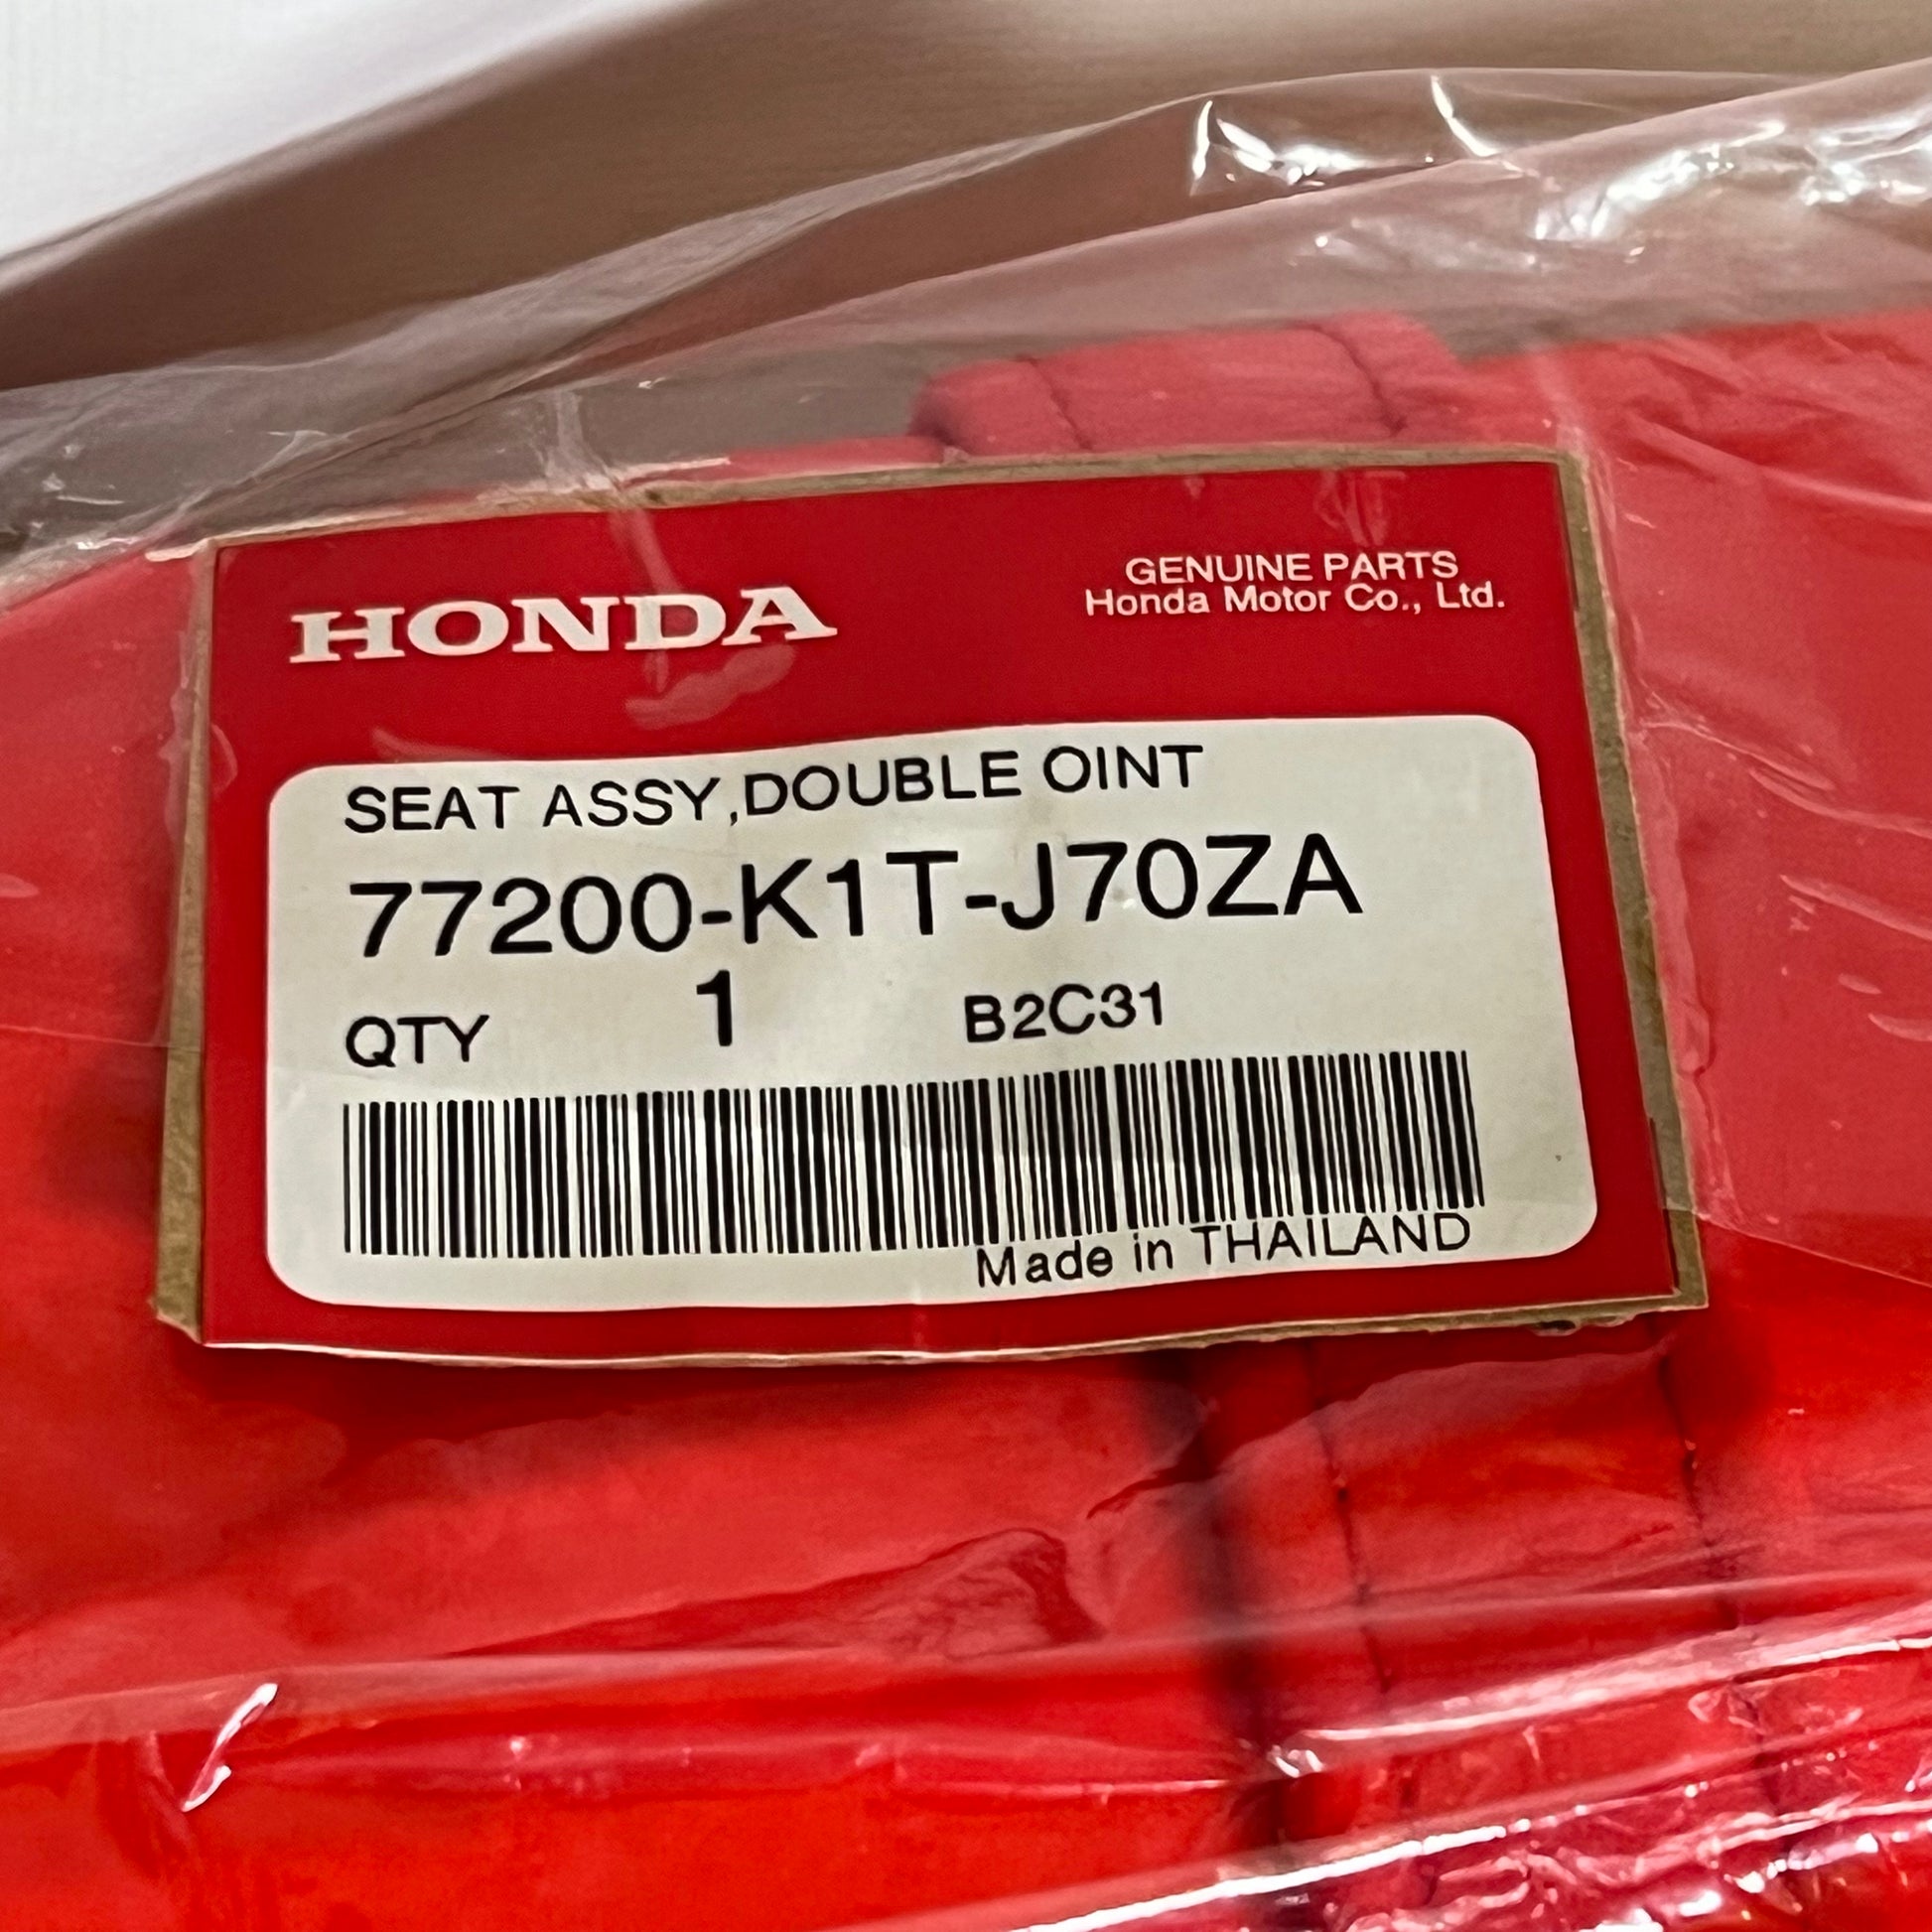 HONDA
GENUINE PARTS
Honda Motor Co., Ltd.
SEAT ASSY,DOUBLE OINT
77200-K1T-J70ZA
QTY 1 B2C31
Made in THAILAND